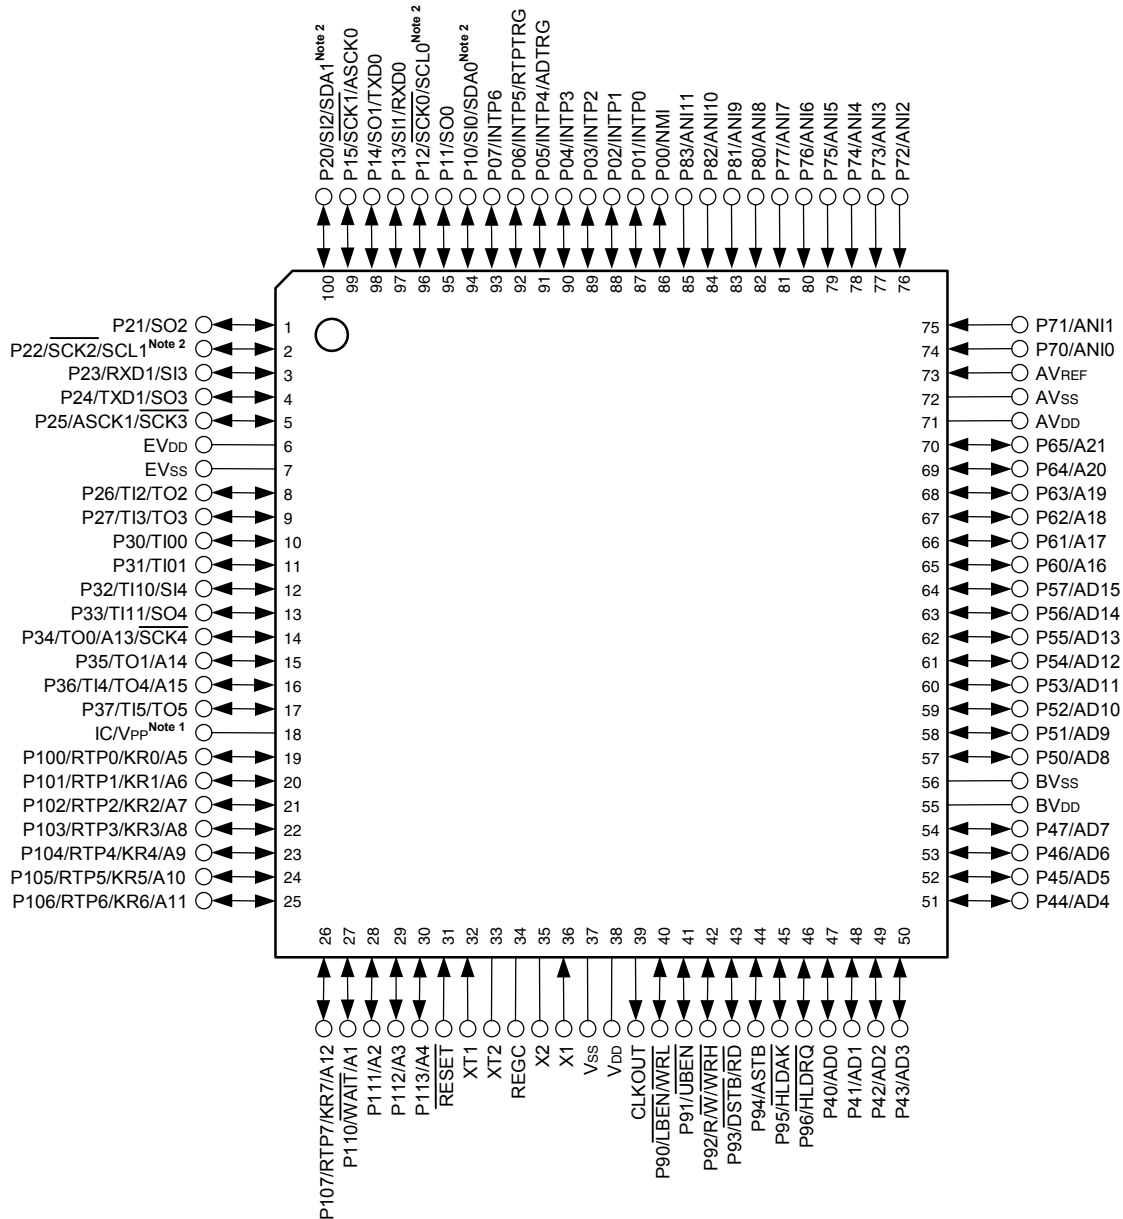 P20/SI2/SDA1Note 2
P15/SCK1/ASCK0
P14/SO1/TXD0
P13/SI1/RXD0
P12/SCK0/SCL0Note 2
P11/SO0
P10/SI0/SDA0Note 2
P07/INTP6
P06/INTP5/RTPTRG
P05/INTP4/ADTRG
P04/INTP3
P03/INTP2
P02/INTP1
P01/INTP0
P00/NMI
P83/ANI11
P82/ANI10
P81/ANI9
P80/ANI8
P77/ANI7
P76/ANI6
P75/ANI5
P74/ANI4
P73/ANI3
P72/ANI2
100 99 98 97 96 95 94 93 92 91 90 89 88 87 86 85 84 83 82 81 80 79 78 77 76
P21/SO2 1
P22/SCK2/SCL1Note 2 2
P23/RXD1/SI3 3
P24/TXD1/SO3 4
P25/ASCK1/SCK3 5
EVDD 6
EVSS 7
P26/TI2/TO2 8
P27/TI3/TO3 9
P30/TI00 10
P31/TI01 11
P32/TI10/SI4 12
P33/TI11/SO4 13
P34/TO0/A13/SCK4 14
P35/TO1/A14 15
P36/TI4/TO4/A15 16
P37/TI5/TO5 17
IC/VPPNote 1 18
P100/RTP0/KR0/A5 19
P101/RTP1/KR1/A6 20
P102/RTP2/KR2/A7 21
P103/RTP3/KR3/A8 22
P104/RTP4/KR4/A9 23
P105/RTP5/KR5/A10 24
P106/RTP6/KR6/A11 25
75 P71/ANI1
74 P70/ANI0
73 AVREF
72 AVSS
71 AVDD
70 P65/A21
69 P64/A20
68 P63/A19
67 P62/A18
66 P61/A17
65 P60/A16
64 P57/AD15
63 P56/AD14
62 P55/AD13
61 P54/AD12
60 P53/AD11
59 P52/AD10
58 P51/AD9
57 P50/AD8
56 BVSS
55 BVDD
54 P47/AD7
53 P46/AD6
52 P45/AD5
51 P44/AD4
26 27 28 29 30 31 32 33 34 35 36 37 38 39 40 41 42 43 44 45 46 47 48 49 50
P107/RTP7/KR7/A12
P110/WAIT/A1
P111/A2
P112/A3
P113/A4
RESET
XT1
XT2
REGC
X2
X1
VSS
VDD
CLKOUT
P90/LBEN/WRL
P91/UBEN
P92/R/W/WRH
P93/DSTB/RD
P94/ASTB
P95/HLDAK
P96/HLDRQ
P40/AD0
P41/AD1
P42/AD2
P43/AD3